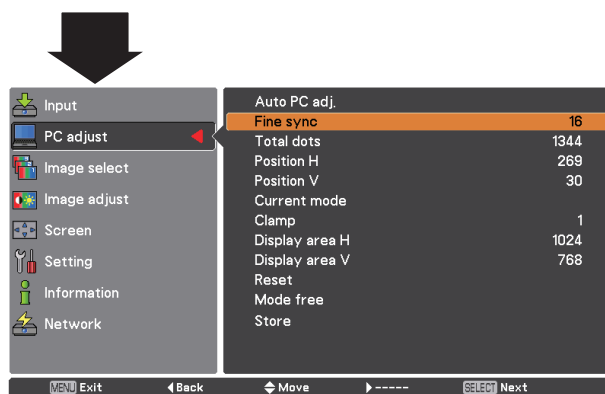 Input
PC adjust
Image select
Image adjust
Screen
Setting
Information
Network
Auto PC adj.
Fine sync 16
Total dots 1344
Position H 269
Position V 30
Current mode
Clamp 1
Display area H 1024
Display area V 768
Reset
Mode free
Store
MENU Exit Back Move ----- SELECT Next